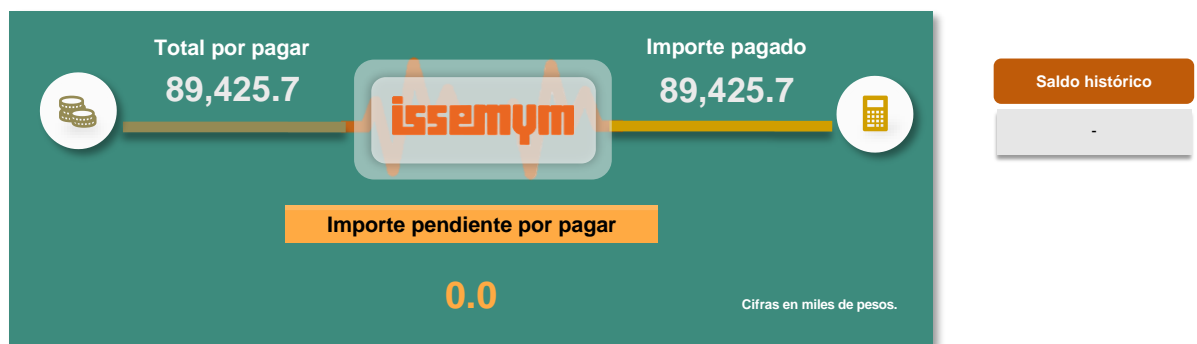 Total por pagar
89,425.7
issemym
Importe pagado
89,425.7
Importe pendiente por pagar
0.0
Cifras en miles de pesos.
Saldo histórico
-